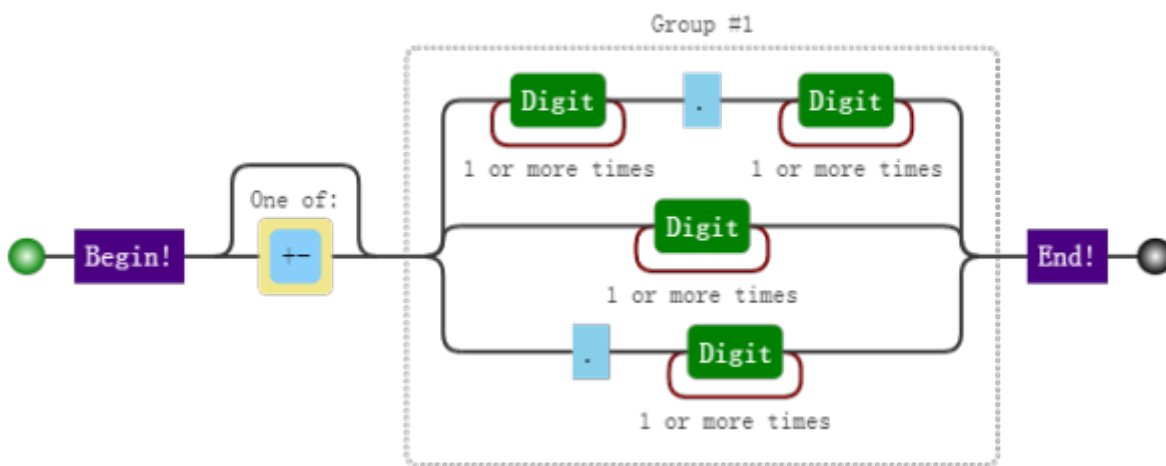 Group #1
Digit . Digit
1 or more times 1 or more times
One of:
Digit
Begin! +- End!
1 or more times
. Digit
1 or more times